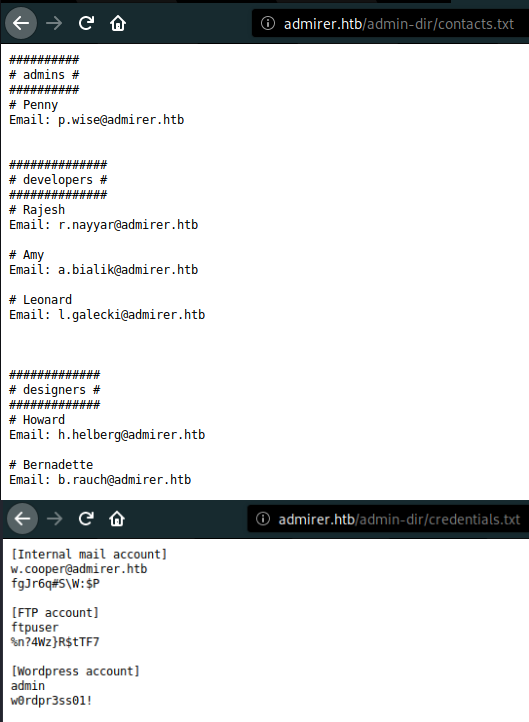 admirer.htb/admin-dir/contacts.txt
##########
# admins #
##########
# Penny
Email: p.wise@admirer.htb
##############
# developers #
##############
# Rajesh
Email: r.nayyar@admirer.htb
# Amy
Email: a.bialik@admirer.htb
# Leonard
Email: l.galecki@admirer.htb
#############
# designers #
#############
# Howard
Email: h.helberg@admirer.htb
# Bernadette
Email: b.rauch@admirer.htb
admirer.htb/admin-dir/credentials.txt
[Internal mail account]
w.cooper@admirer.htb
fgJr6q#S\W:$P
[FTP account]
ftpuser
%n?4Wz}R$tTF7
[Wordpress account]
admin
w0rdpr3ss01!